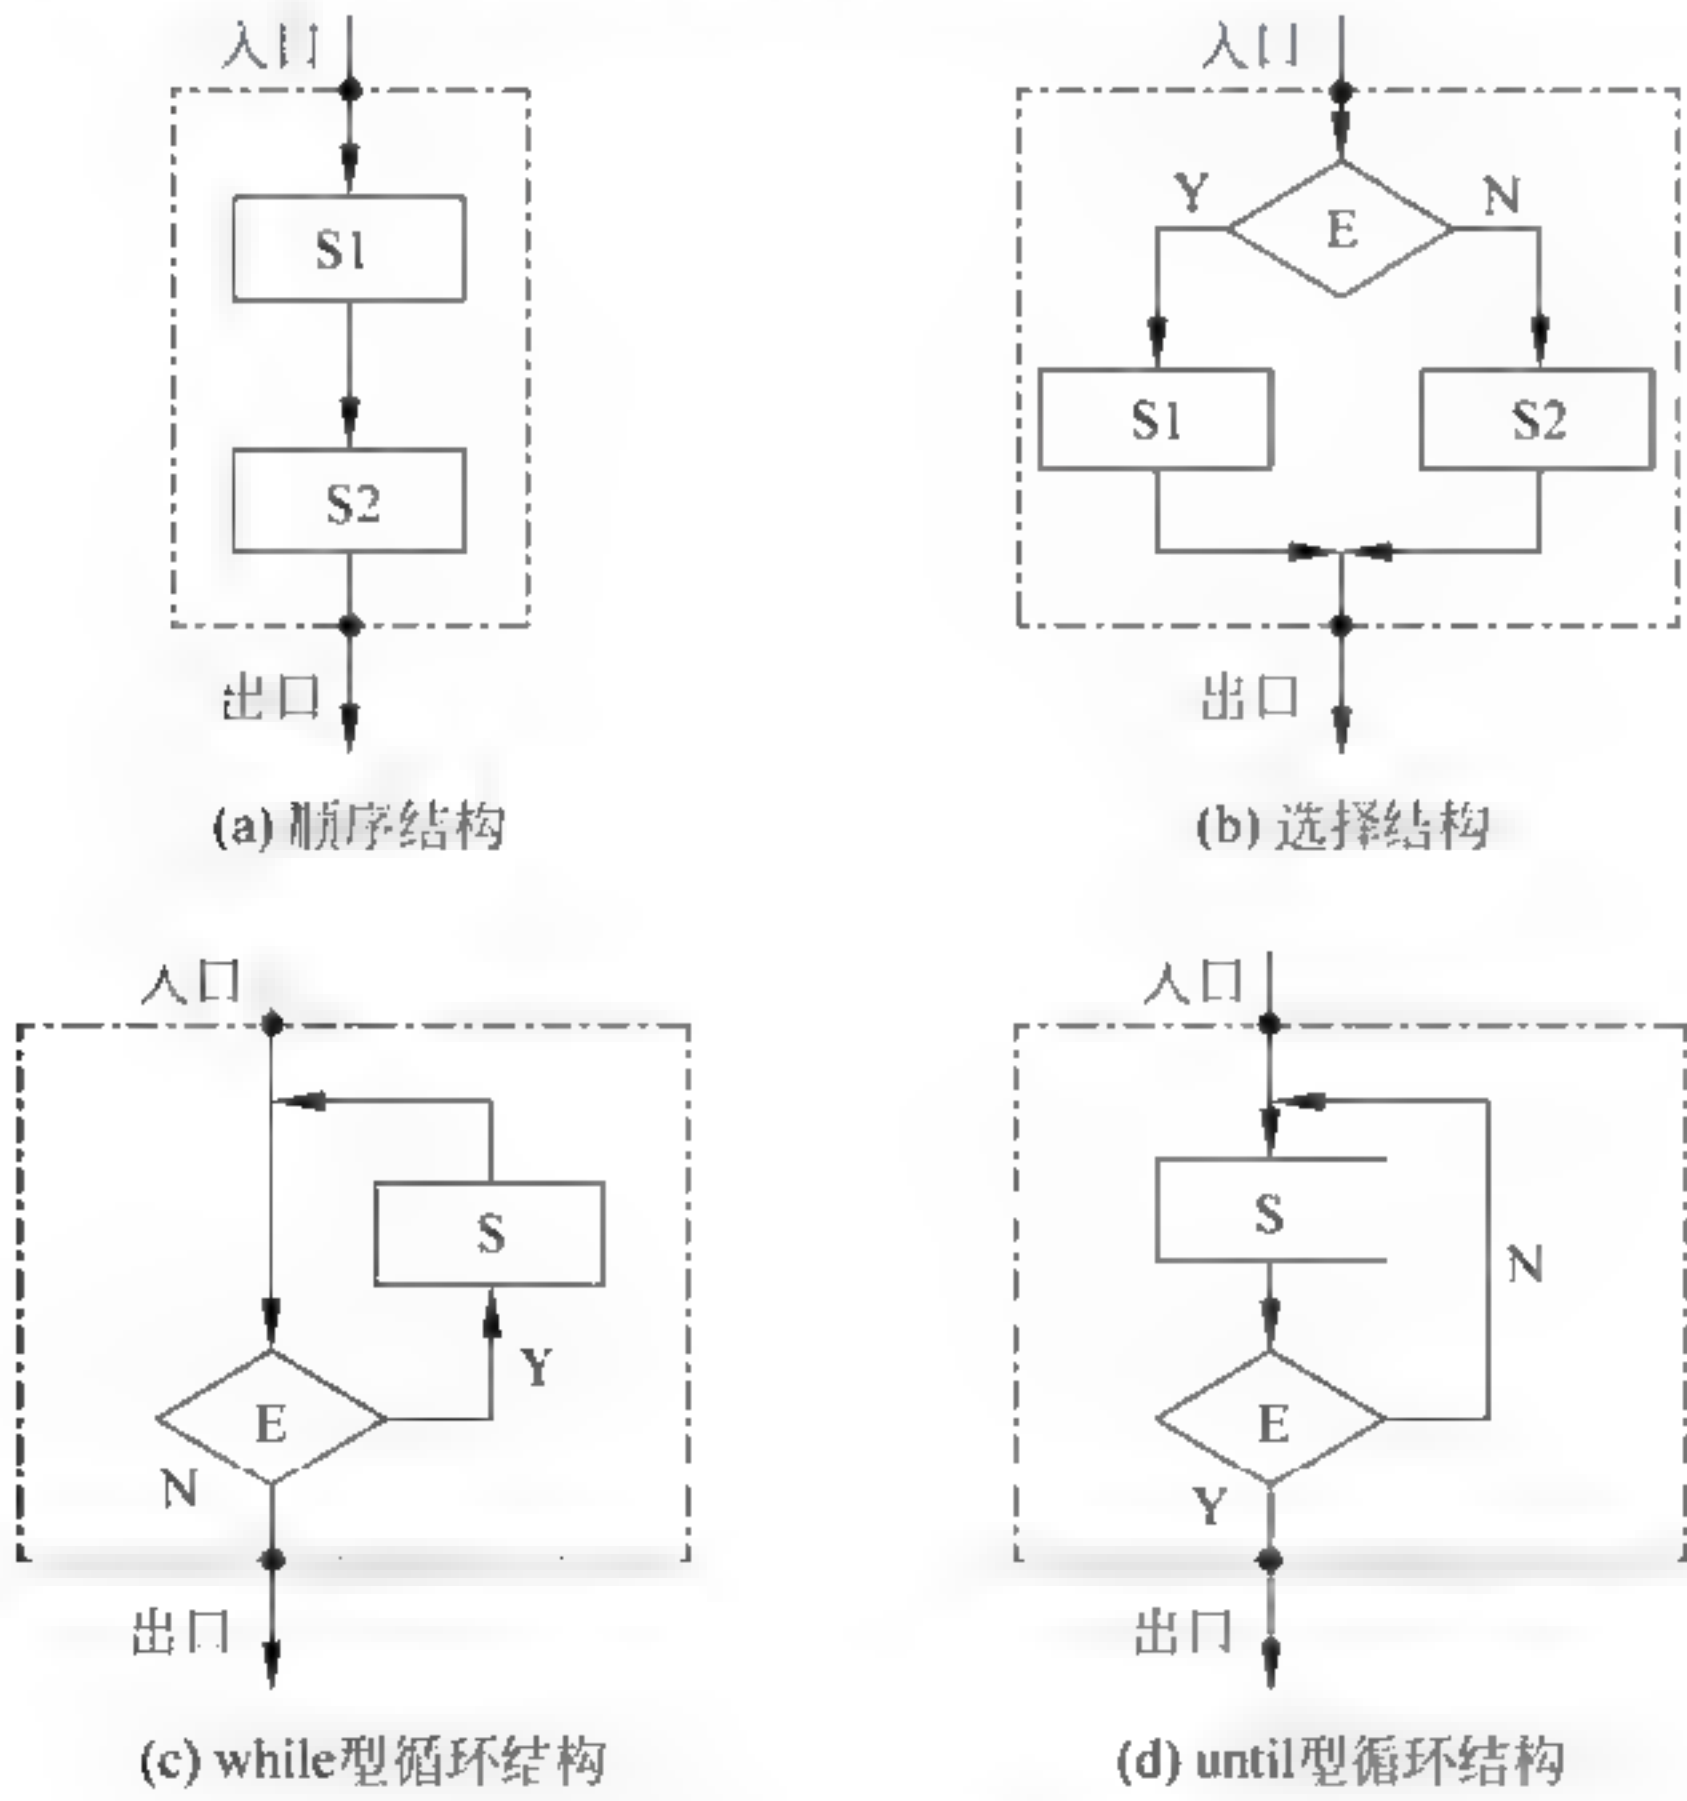 入口
S1
S2
出口
(a) 顺序结构
入口
Y
E
N
S1
S2
出口
(b) 选择结构
入口
S
Y
E
N
出口
(c) while型循环结构
入口
S
N
E
Y
出口
(d) until型循环结构